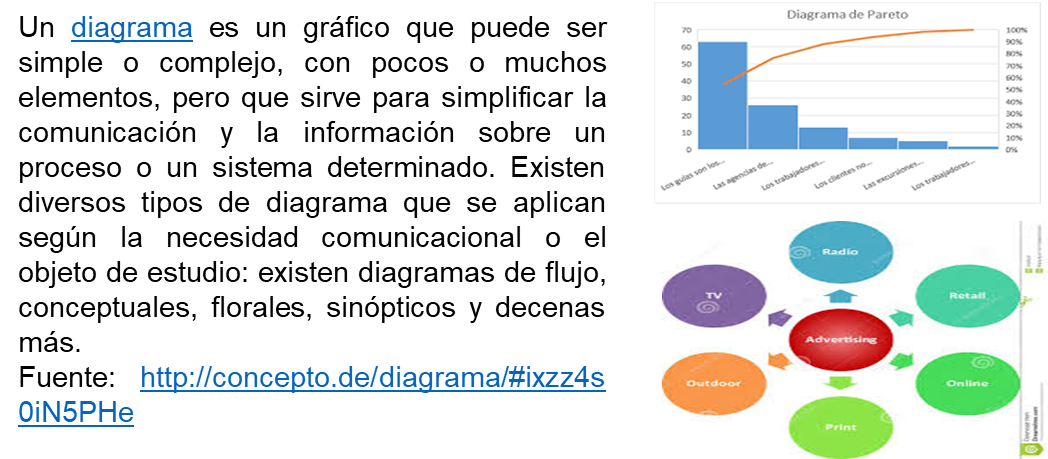 Un diagrama es un gráfico que puede ser
simple o complejo, con pocos o muchos
elementos, pero que sirve para simplificar la
comunicación y la información sobre un
proceso o un sistema determinado. Existen
diversos tipos de diagrama que se aplican
según la necesidad comunicacional o el
objeto de estudio: existen diagramas de flujo,
conceptuales, florales, sinópticos y decenas
más.
Fuente: http://concepto.de/diagrama/#ixzz4s
0iN5PHe
Diagrama de Pareto
70
60
50
40
30
20
10
0
100%
90%
80%
70%
60%
50%
40%
30%
20%
10%
0%
Los guías son los...
Las agencias de...
Los trabajadores...
Los clientes no...
Las excursiones...
Los trabajadores...
Radio
TV
Retail
Advertising
Outdoor
Online
Print